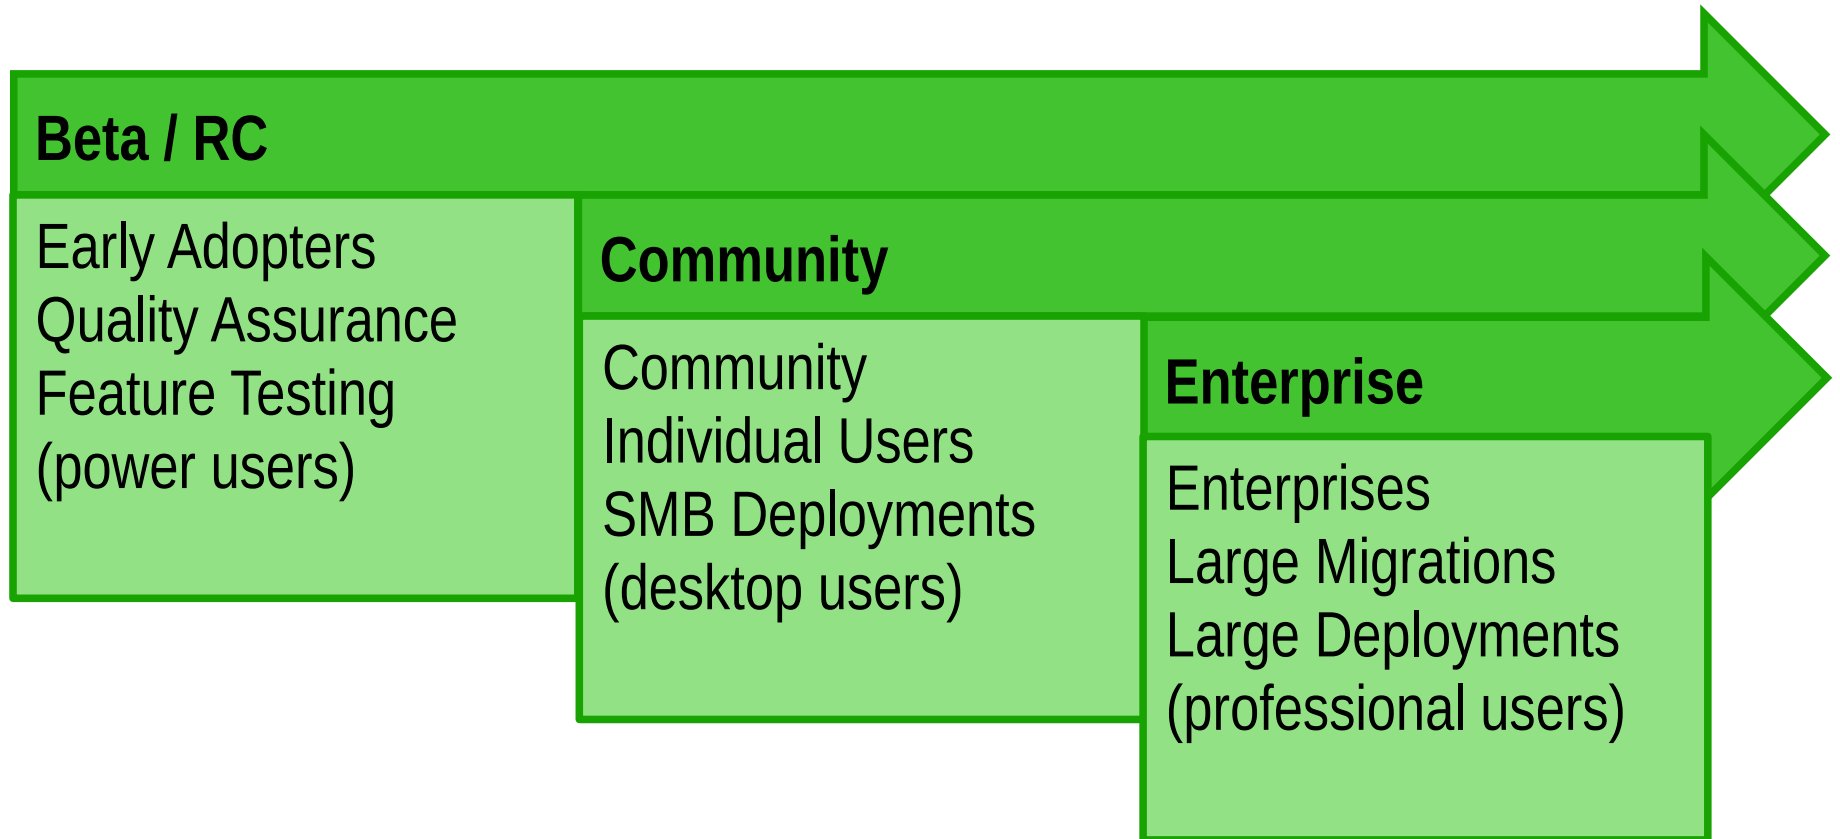 Beta / RC
Early Adopters
Quality Assurance
Feature Testing
(power users)
Community
Community
Individual Users
SMB Deployments
(desktop users)
Enterprise
Enterprises
Large Migrations
Large Deployments
(professional users)